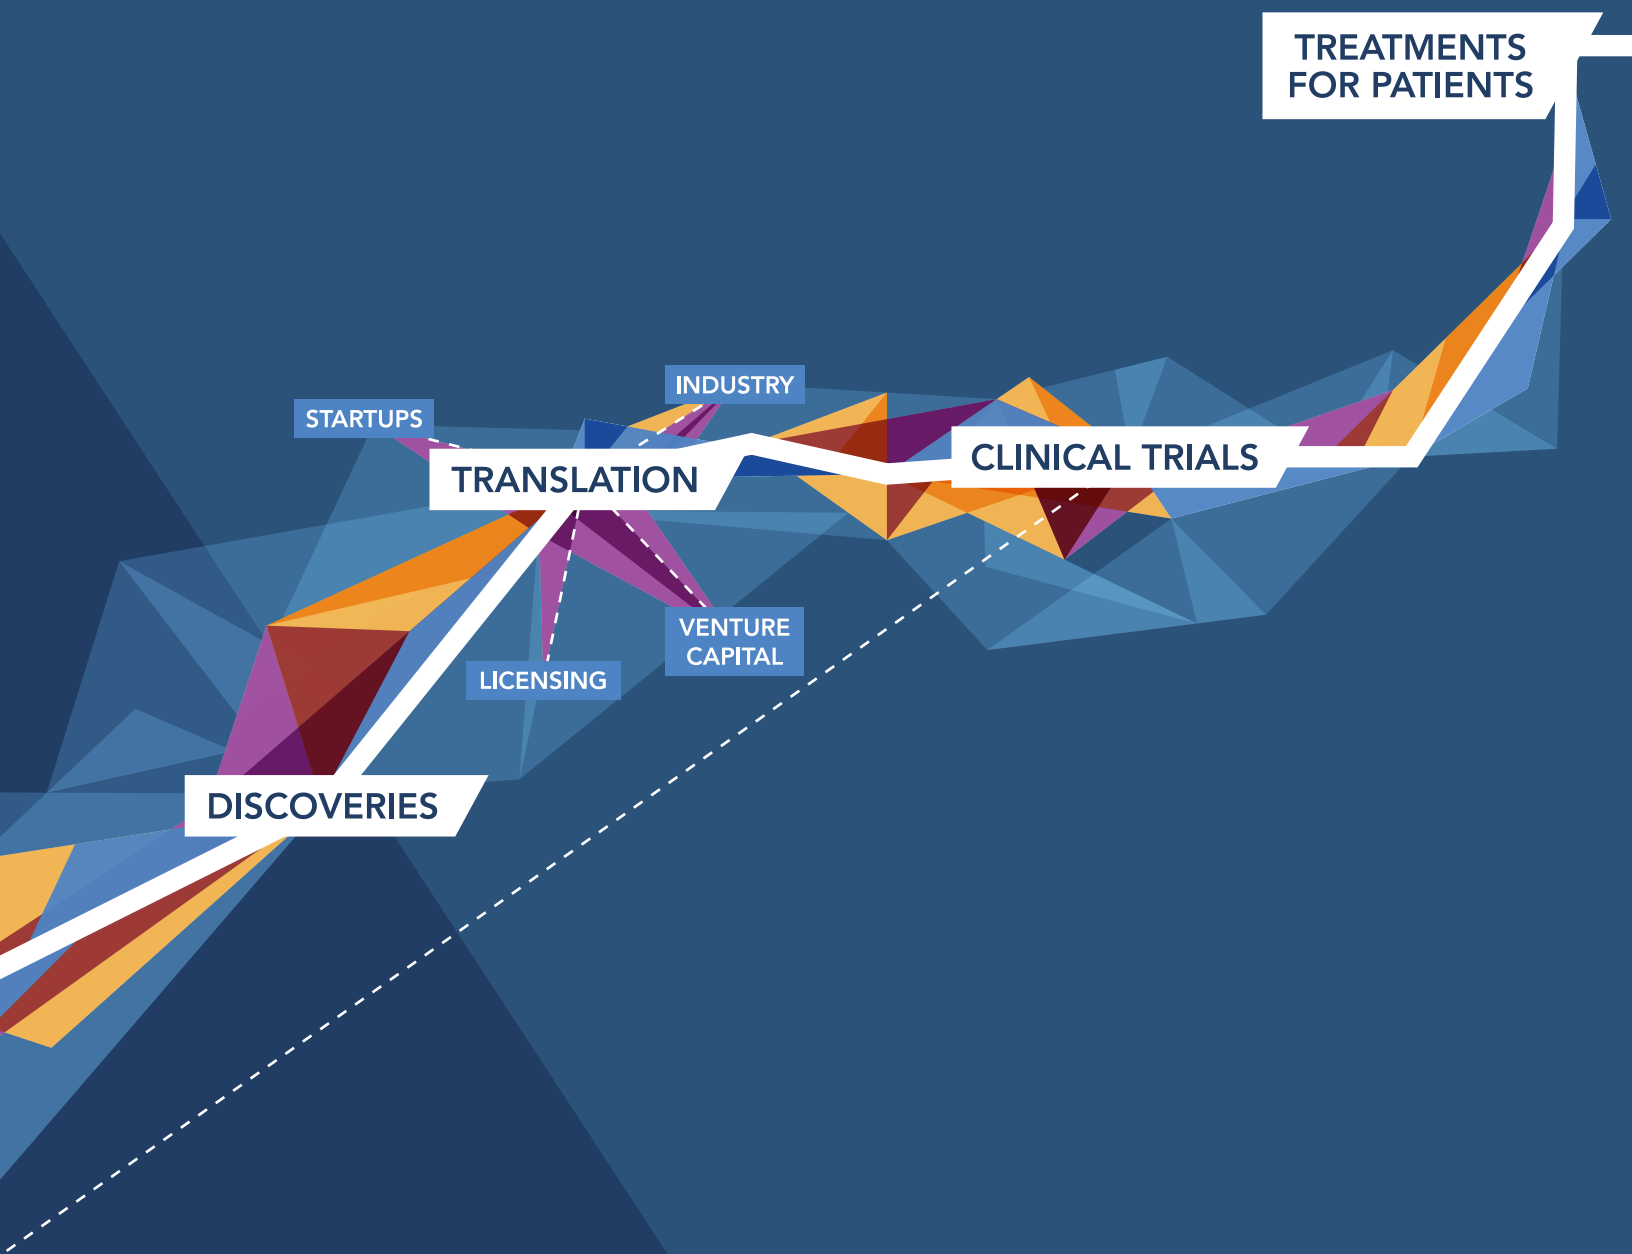 TREATMENTS
FOR PATIENTS
INDUSTRY
STARTUPS
TRANSLATION
CLINICAL TRIALS
VENTURE
CAPITAL
LICENSING
DISCOVERIES